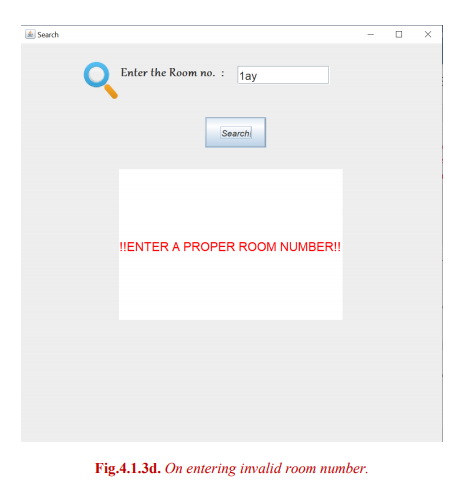 Search
Enter the Room no. :
1ay
Search
!!ENTER A PROPER ROOM NUMBER!!
Fig.4.1.3d. On entering invalid room number.